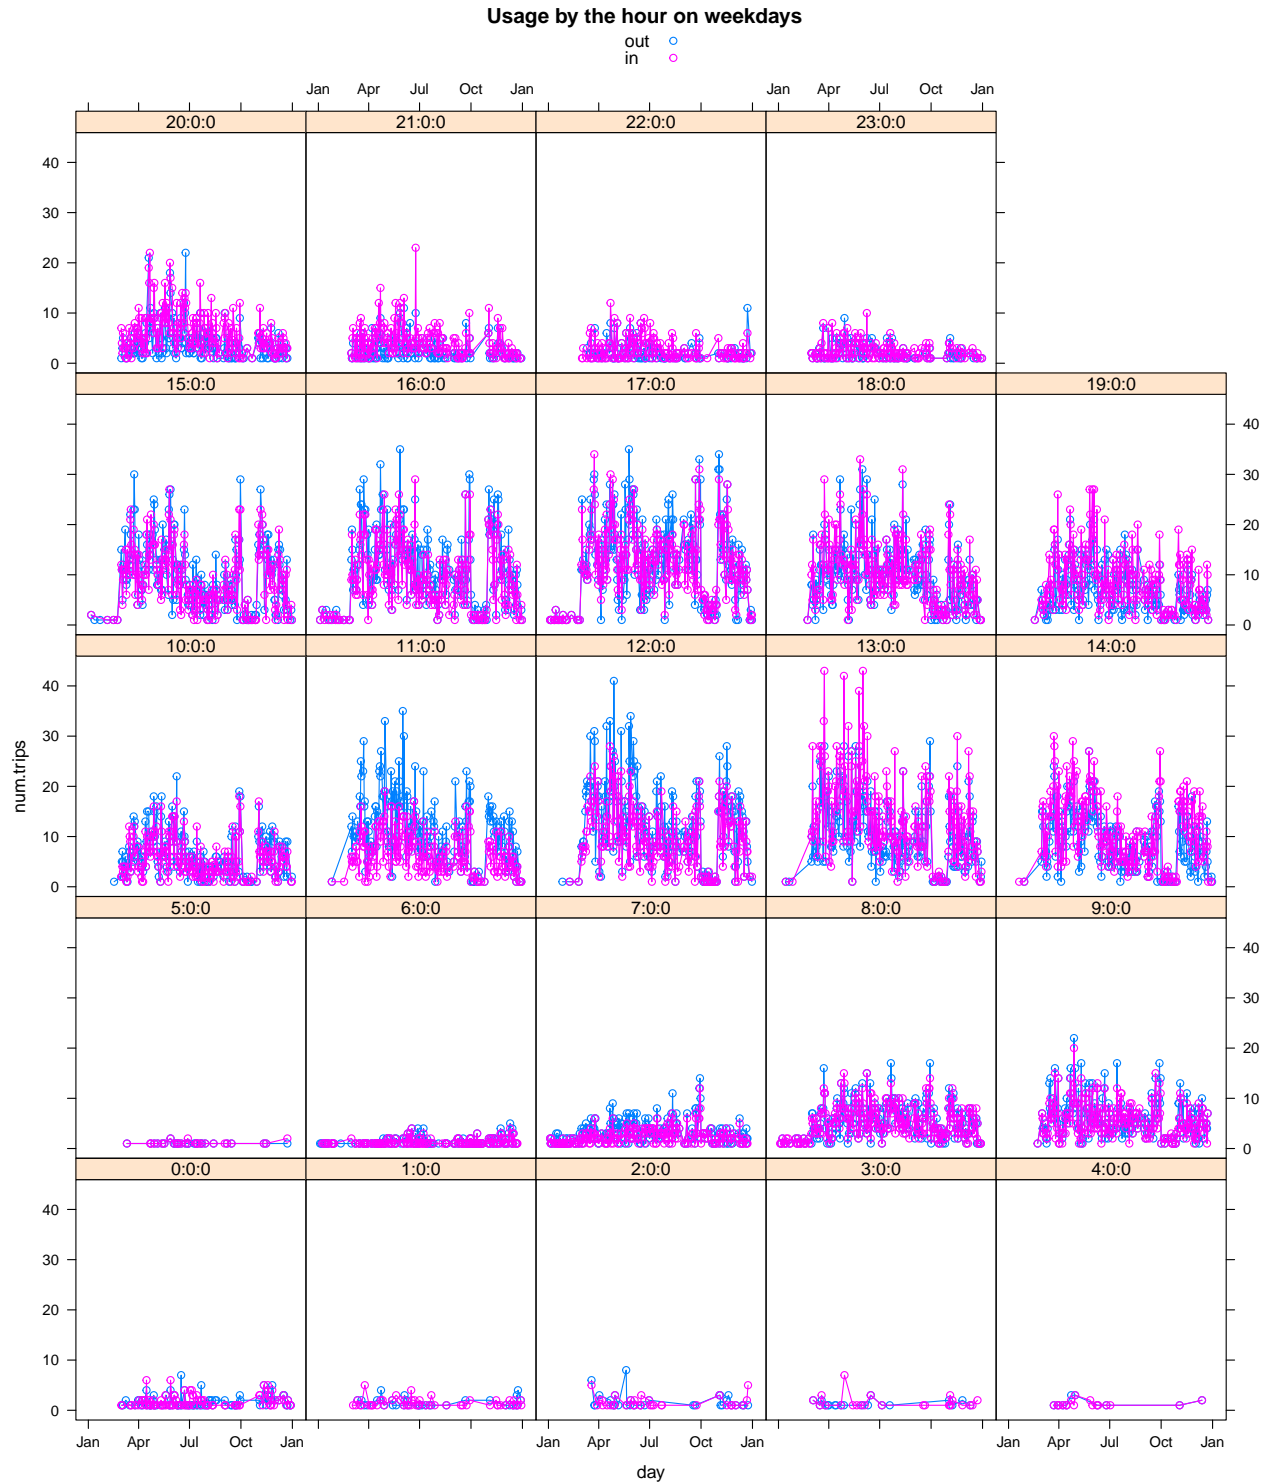 Usage by the hour on weekdays
out
in
Jan Apr Jul Oct Jan Jan Apr Jul Oct Jan
20:0:0 21:0:0 22:0:0 23:0:0
40
30
20
10
0
15:0:0 16:0:0 17:0:0 18:0:0 19:0:0
40
30
20
10
0
10:0:0 11:0:0 12:0:0 13:0:0 14:0:0
40
30
20
10
0
num.trips
5:0:0 6:0:0 7:0:0 8:0:0 9:0:0
40
30
20
10
0
0:0:0 1:0:0 2:0:0 3:0:0 4:0:0
40
30
20
10
0
Jan Apr Jul Oct Jan Jan Apr Jul Oct Jan Jan Apr Jul Oct Jan
day